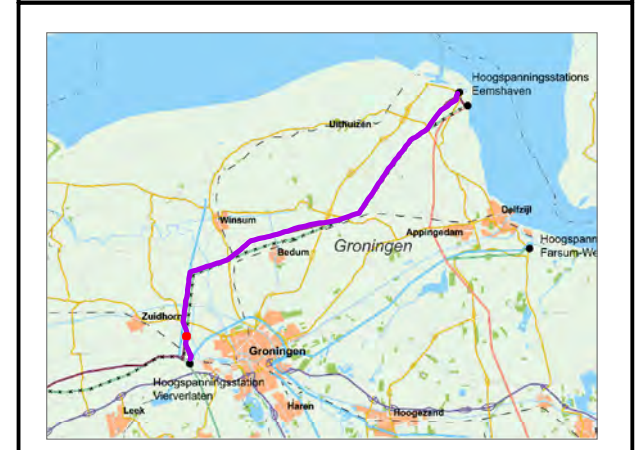 Hoogspanningsstations
Eemshaven
Uithuizen
Delfzijl
Winsum
Appingedam
Groningen
Hoogspann
Bedum
Farsum-We
Zuidhorn
Groningen
Hoogspanningsstation
Vierverlaten
Leek
Haren
Hoogezand